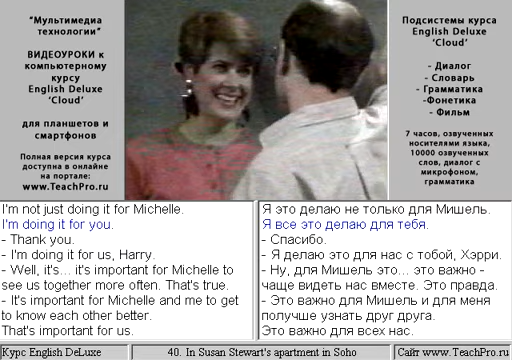 "Мультимедиа
технологии"
ВИДЕОУРОКИ к
компьютерному
курсу
English Deluxe
'Cloud'
для планшетов и
смартфонов
Полная версия курса
доступна в онлайне
на портале:
www.TeachPro.ru
Подсистемы курса
English Deluxe
'Cloud'
- Диалог
- Словарь
- Грамматика
-Фонетика
- Фильм
7 часов, озвученных
носителями языка,
10000 озвученных
слов, диалог с
микрофоном,
грамматика
I'm not just doing it for Michelle.
I'm doing it for you.
- Thank you.
- I'm doing it for us, Harry.
- Well, it's... it's important for Michelle to
see us together more often. That's true.
- It's important for Michelle and me to get
to know each other better.
That's important for us.
Я это делаю не только для Мишель.
Я все это делаю для тебя.
- Спасибо.
- Я делаю это для нас с тобой, Хэрри.
- Ну, для Мишель это... это важно -
чаще видеть нас вместе. Это правда.
- Это важно для Мишель и для меня
получше узнать друг друга.
Это важно для всех нас.
Курс English DeLuxe
40. In Susan Stewart's apartment in Soho
Сайт www.TeachPro.ru